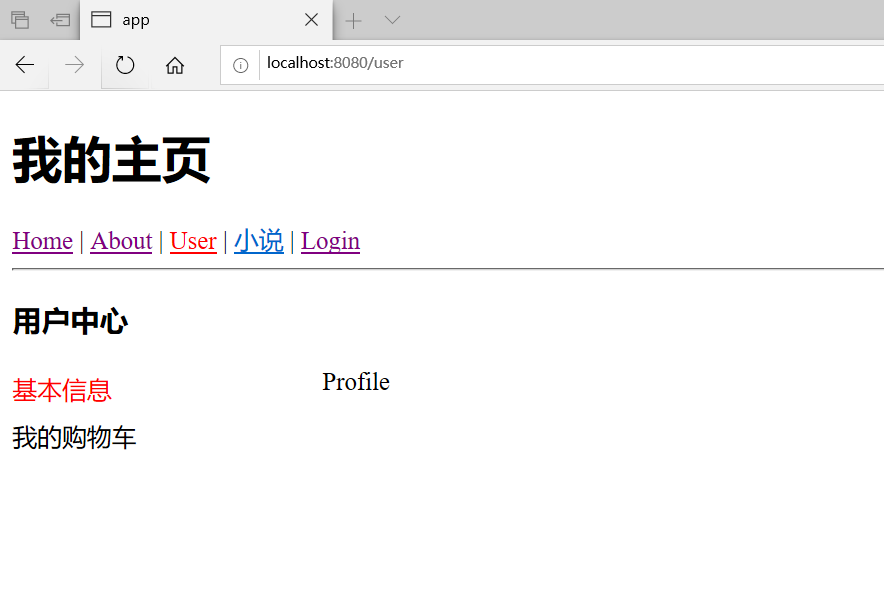 app
localhost:8080/user
我的主页
Home | About | User | 小说 | Login
用户中心
基本信息
Profile
我的购物车